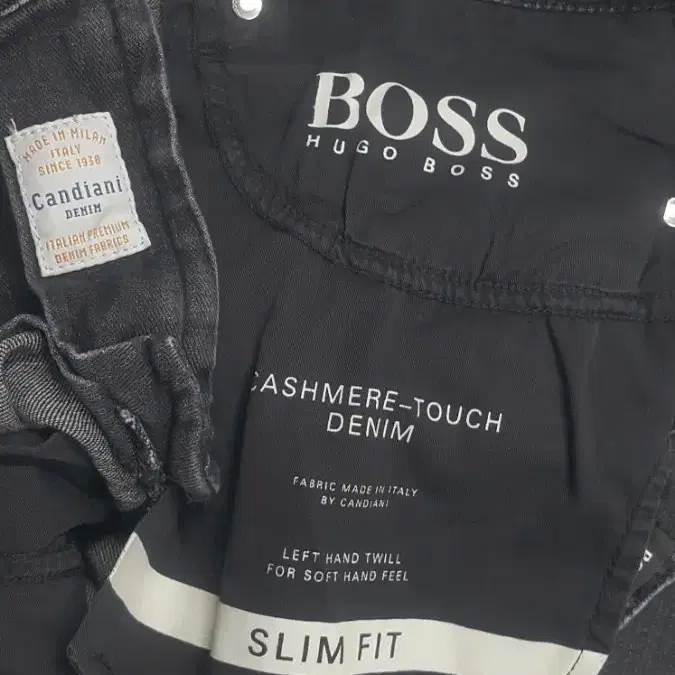 MADE IN MILAN
ITALY
SINCE 1938
Candiani
DENIM
ITALIAN PREMIUM
DENIM FABRICS
BOSS
HUGO BOSS
CASHMERE-TOUCH
DENIM
FABRIC MADE IN ITALY
BY CANDIANI
LEFT HAND TWILL
FOR SOFT HAND FEEL
SLIM FIT